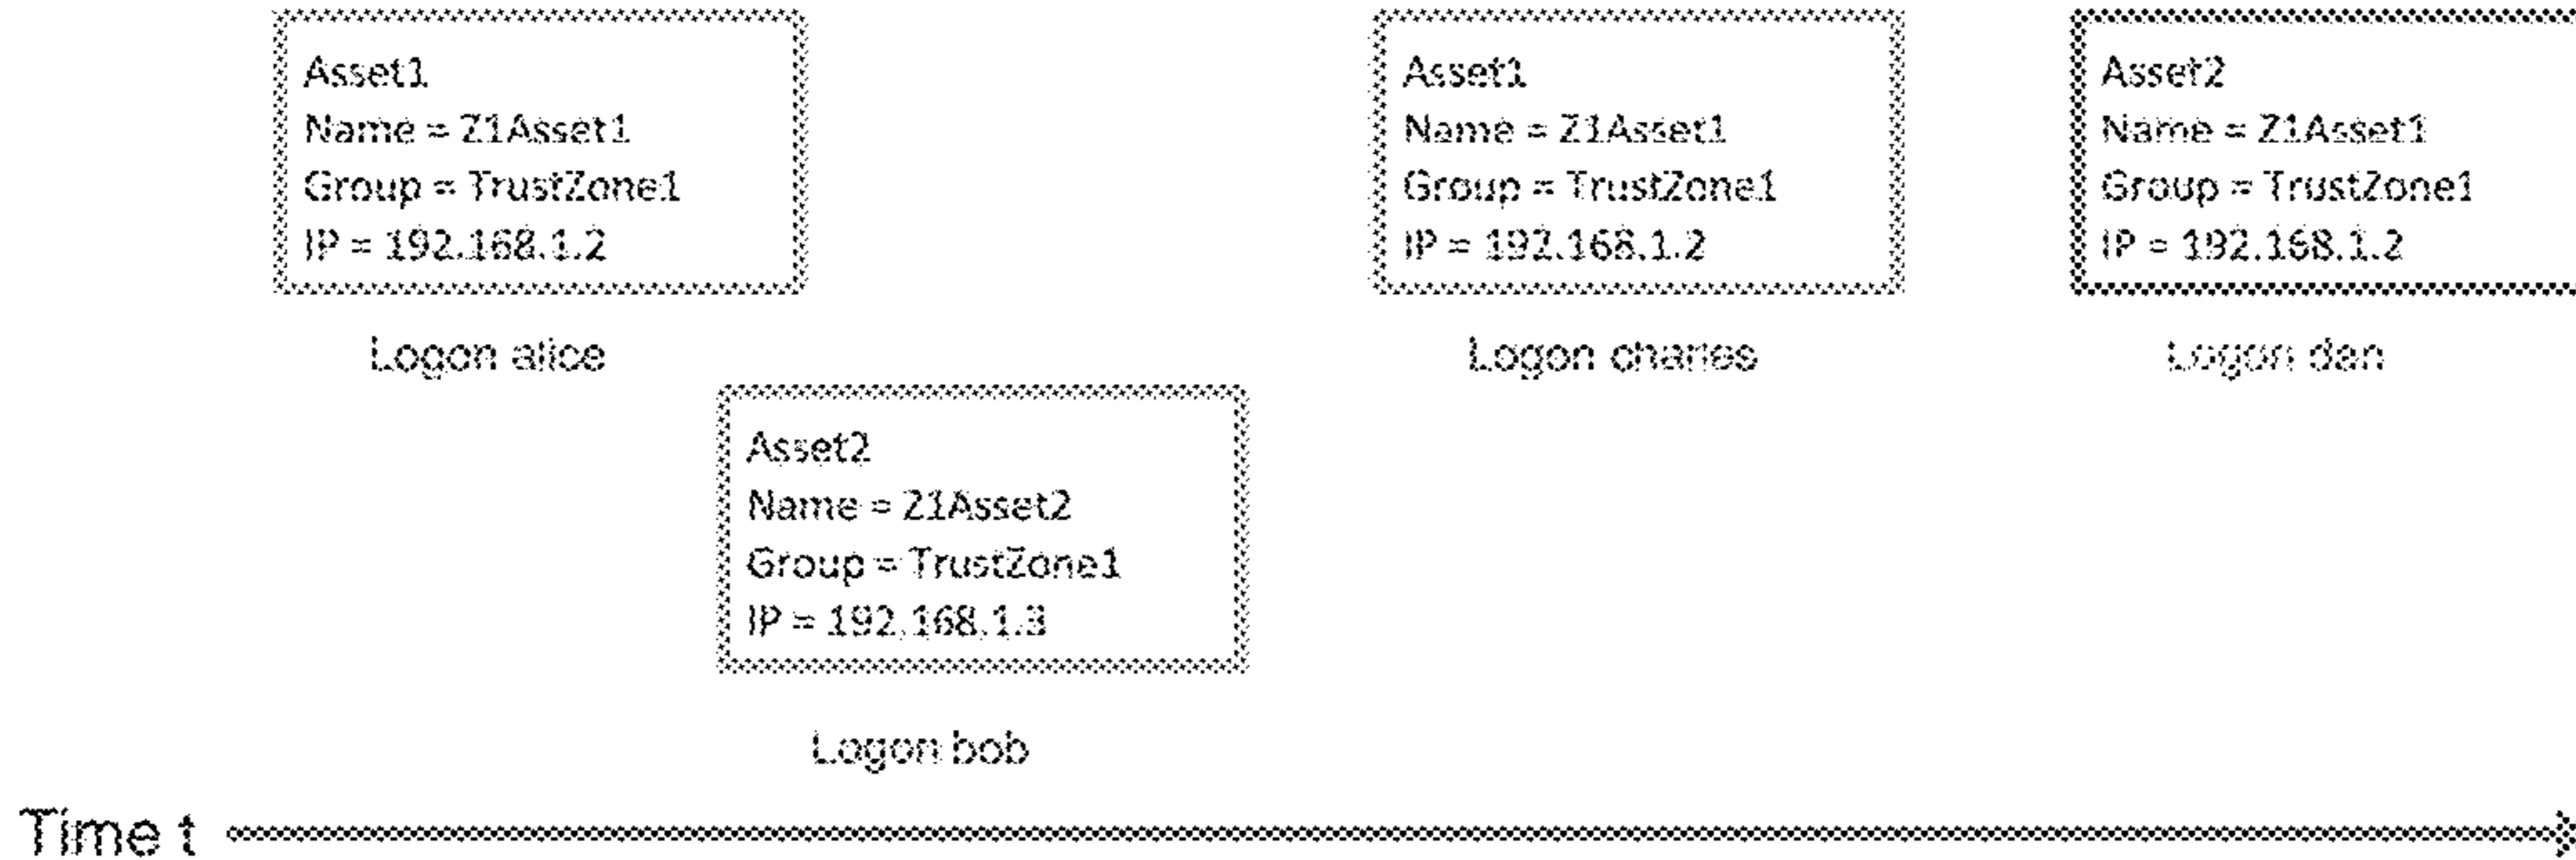 Asset1
Name = Z1Asset1
Group = TrustZone1
IP = 192.168.1.2
Logon alice
Asset2
Name = Z1Asset2
Group = TrustZone1
IP = 192.168.1.3
Logon bob
Asset1
Name = Z1Asset1
Group = TrustZone1
IP = 192.168.1.2
Logon charles
Asset2
Name = Z1Asset1
Group = TrustZone1
IP = 192.168.1.2
Logon dan
Time t